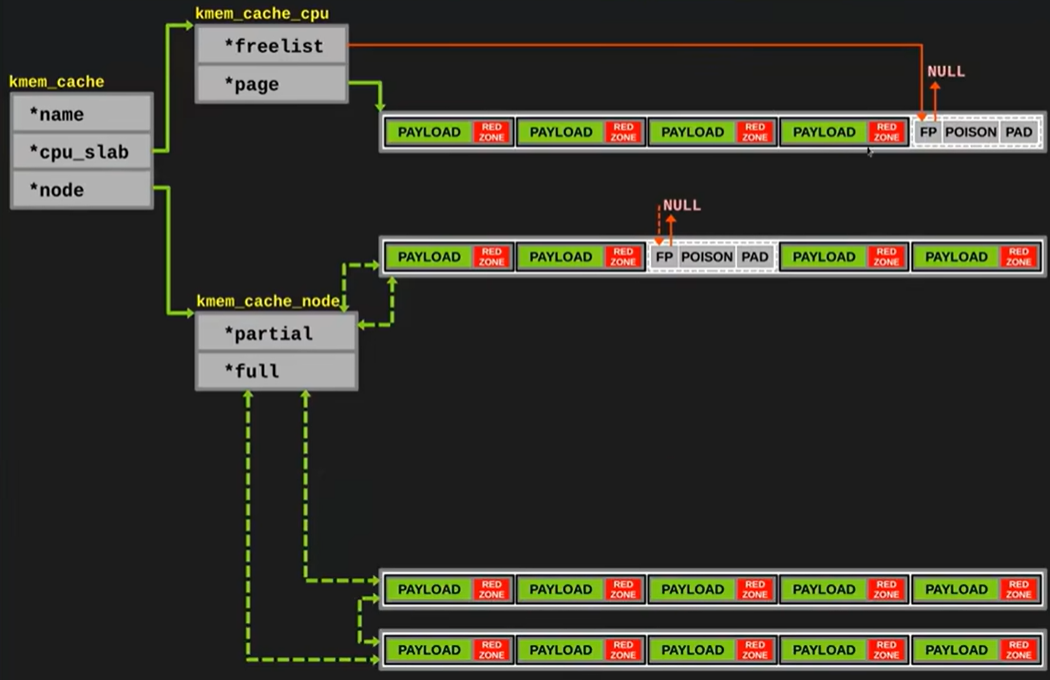 kmem_cache_cpu
*freelist
*page
kmem_cache
*name
*cpu_slab
*node
NULL
PAYLOAD RED ZONE PAYLOAD RED ZONE PAYLOAD RED ZONE PAYLOAD RED ZONE FP POISON PAD
NULL
PAYLOAD RED ZONE PAYLOAD RED ZONE FP POISON PAD PAYLOAD RED ZONE PAYLOAD RED ZONE
kmem_cache_node
*partial
*full
PAYLOAD RED ZONE PAYLOAD RED ZONE PAYLOAD RED ZONE PAYLOAD RED ZONE PAYLOAD RED ZONE
PAYLOAD RED ZONE PAYLOAD RED ZONE PAYLOAD RED ZONE PAYLOAD RED ZONE PAYLOAD RED ZONE